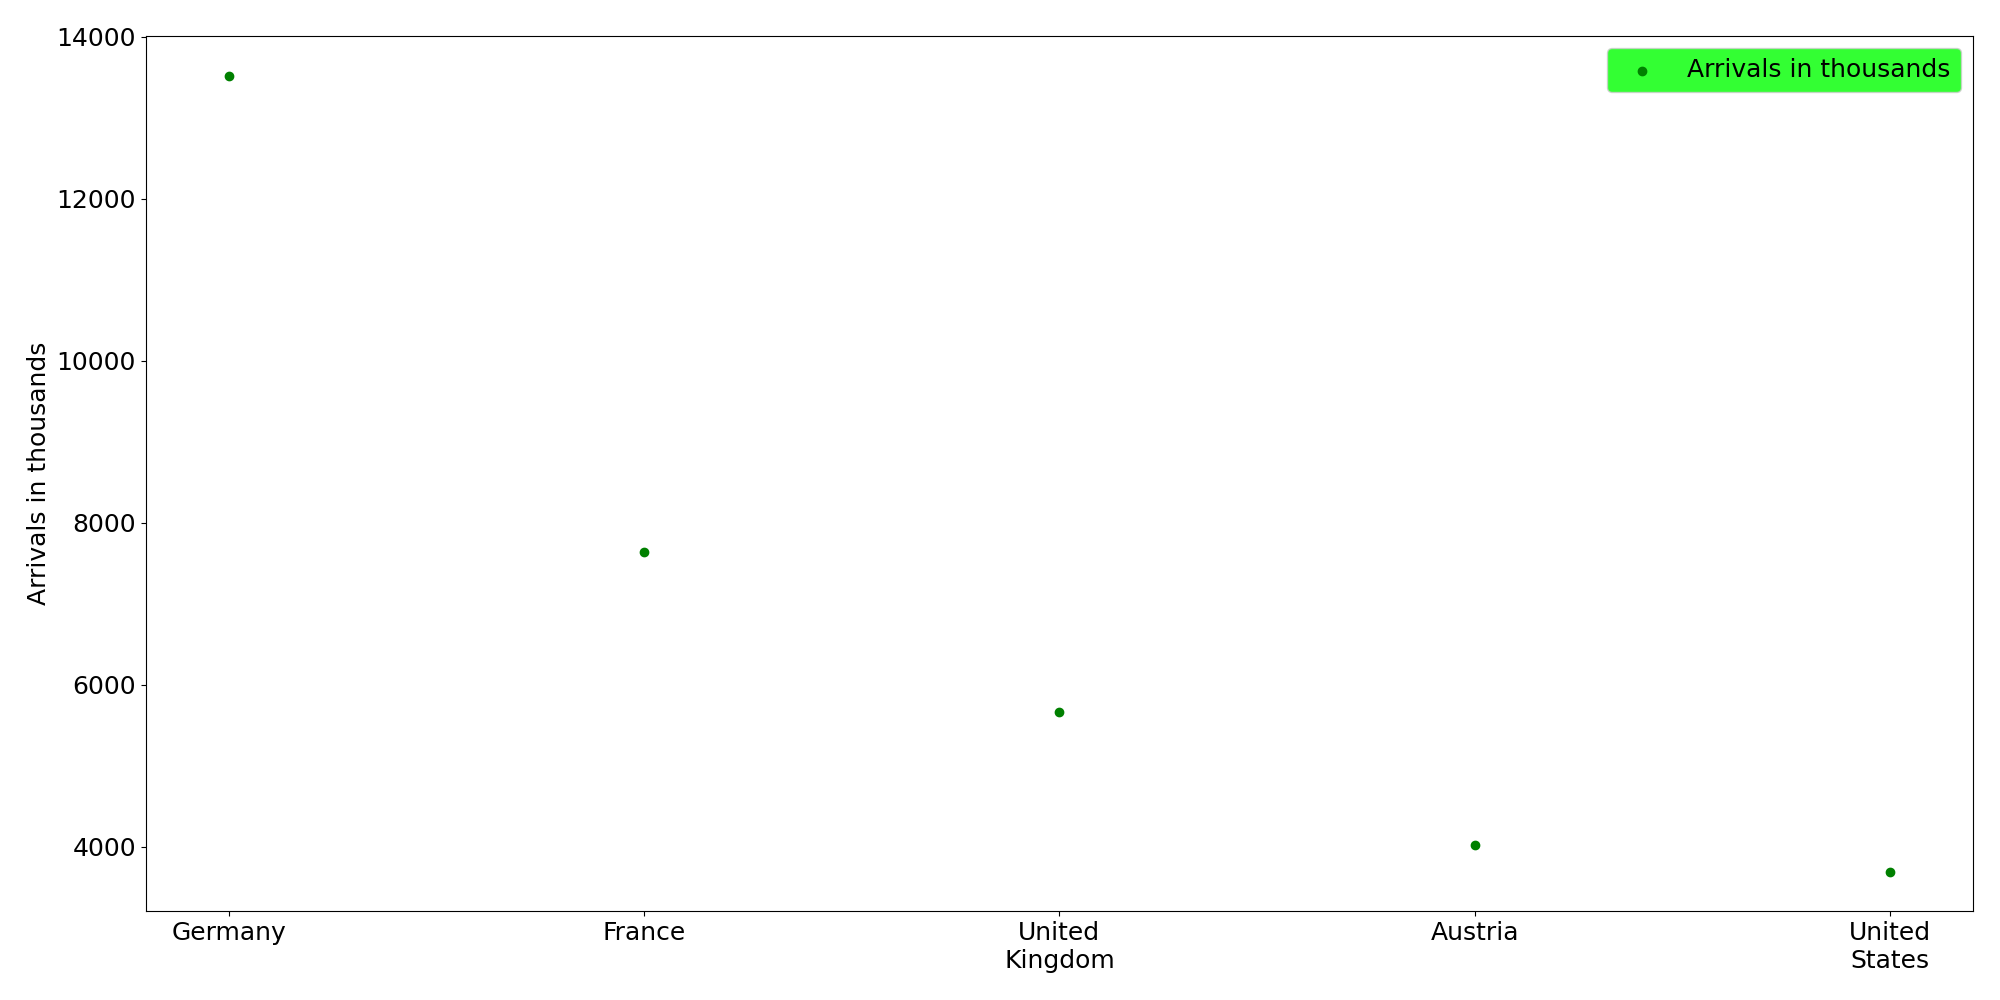 14000
12000
10000
8000
6000
4000
Arrivals in thousands
Arrivals in thousands
Germany
France
United
Kingdom
Austria
United
States